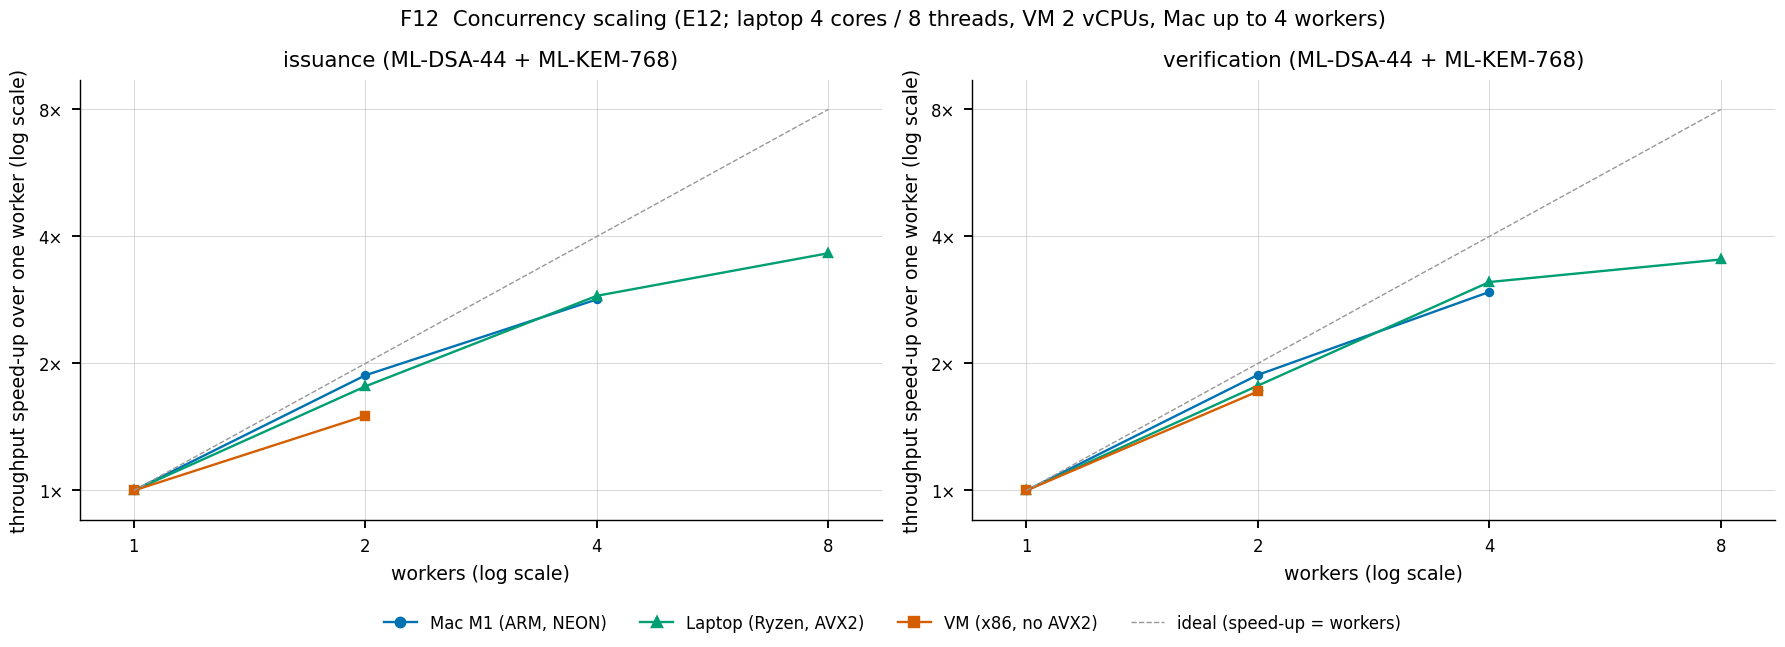 F12  Concurrency scaling (E12; laptop 4 cores / 8 threads, VM 2 vCPUs, Mac up to 4 workers)
issuance (ML-DSA-44 + ML-KEM-768)
throughput speed-up over one worker (log scale)
8×
4×
2×
1×
1 2 4 8
workers (log scale)
verification (ML-DSA-44 + ML-KEM-768)
throughput speed-up over one worker (log scale)
8×
4×
2×
1×
1 2 4 8
workers (log scale)
Mac M1 (ARM, NEON) Laptop (Ryzen, AVX2) VM (x86, no AVX2) ideal (speed-up = workers)